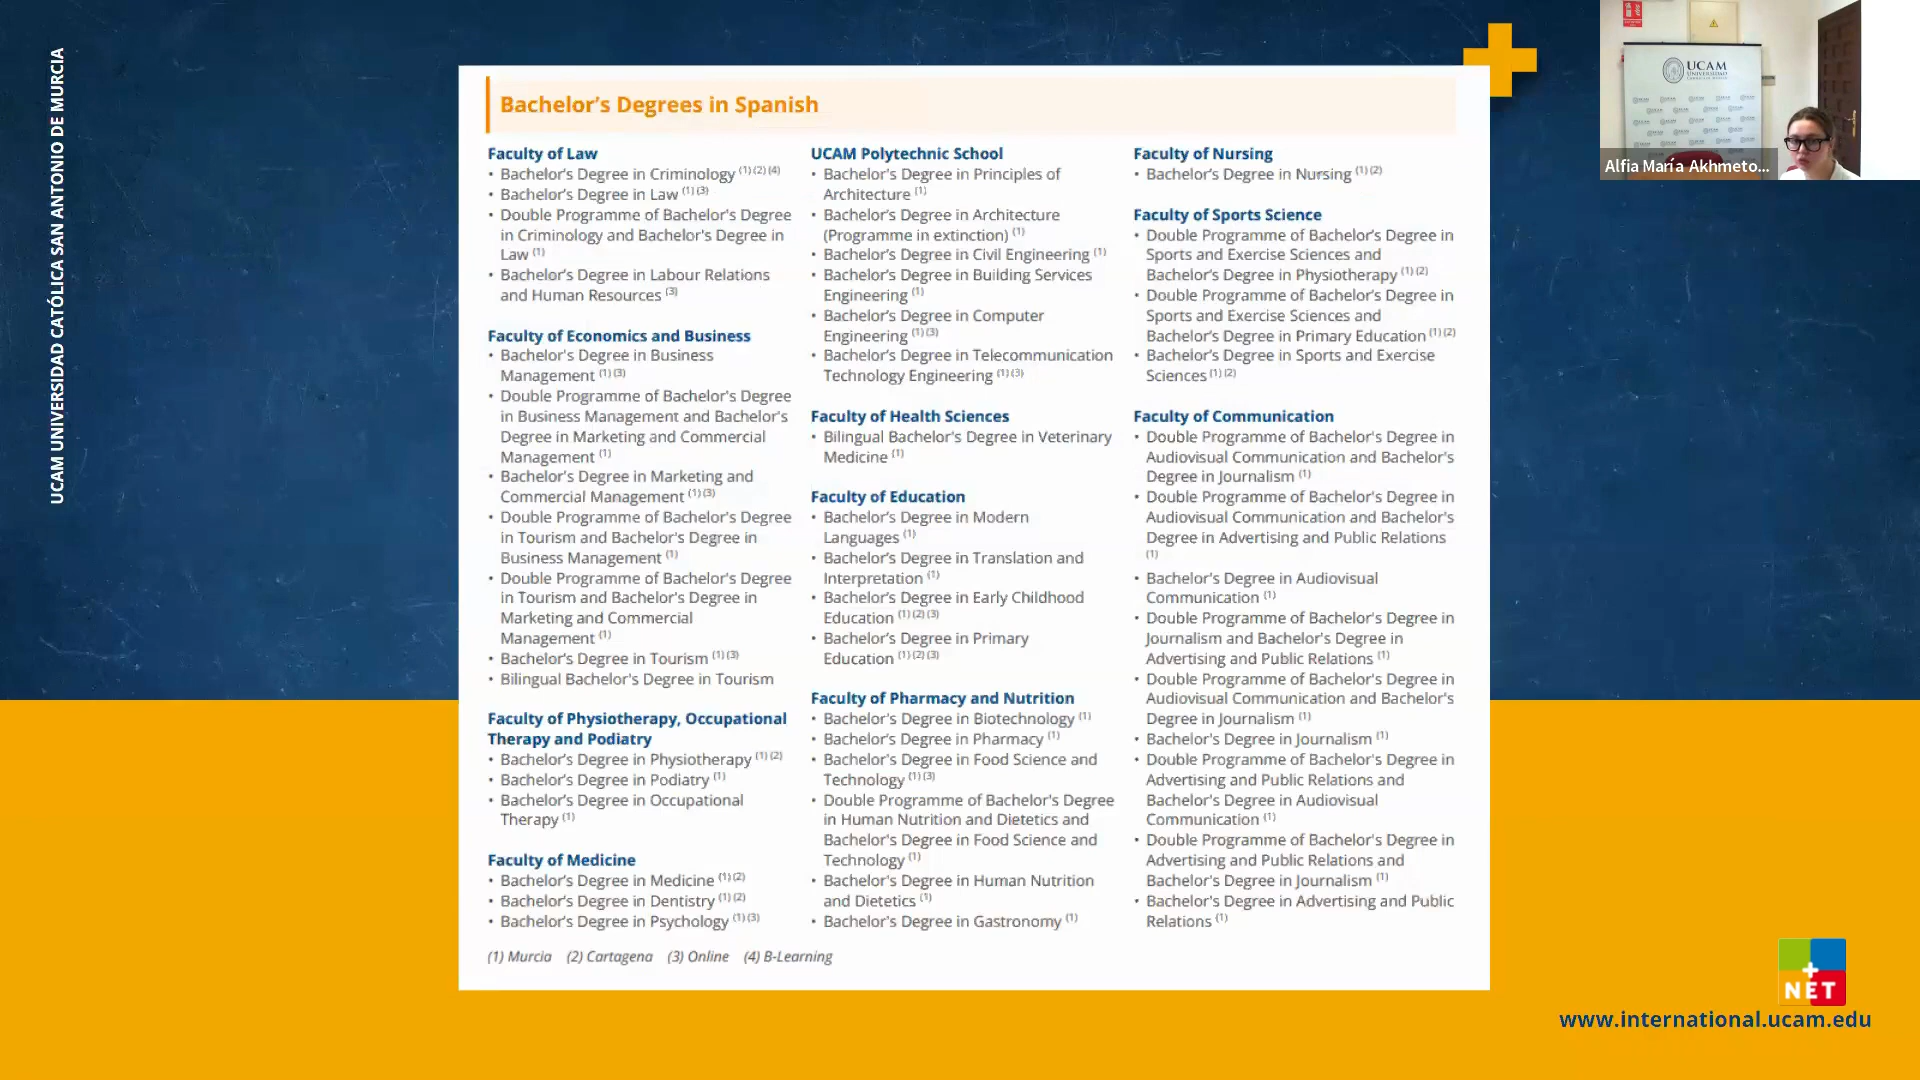 UCAM UNIVERSIDAD CATÓLICA SAN ANTONIO DE MURCIA
Bachelor's Degrees in Spanish
Faculty of Law
• Bachelor's Degree in Criminology (1) (2) (4)
• Bachelor's Degree in Law (1) (3)
• Double Programme of Bachelor's Degree
in Criminology and Bachelor's Degree in
Law (1)
• Bachelor's Degree in Labour Relations
and Human Resources (3)
Faculty of Economics and Business
• Bachelor's Degree in Business
Management (1) (3)
• Double Programme of Bachelor's Degree
in Business Management and Bachelor's
Degree in Marketing and Commercial
Management (1)
• Bachelor's Degree in Marketing and
Commercial Management (1) (3)
• Double Programme of Bachelor's Degree
in Tourism and Bachelor's Degree in
Business Management (1)
• Double Programme of Bachelor's Degree
in Tourism and Bachelor's Degree in
Marketing and Commercial
Management (1)
• Bachelor's Degree in Tourism (1) (3)
• Bilingual Bachelor's Degree in Tourism
Faculty of Physiotherapy, Occupational
Therapy and Podiatry
• Bachelor's Degree in Physiotherapy (1) (2)
• Bachelor's Degree in Podiatry (1)
• Bachelor's Degree in Occupational
Therapy (1)
Faculty of Medicine
• Bachelor's Degree in Medicine (1) (2)
• Bachelor's Degree in Dentistry (1) (2)
• Bachelor's Degree in Psychology (1) (3)
UCAM Polytechnic School
• Bachelor's Degree in Principles of
Architecture (1)
• Bachelor's Degree in Architecture
(Programme in extinction) (1)
• Bachelor's Degree in Civil Engineering (1)
• Bachelor's Degree in Building Services
Engineering (1)
• Bachelor's Degree in Computer
Engineering (1) (3)
• Bachelor's Degree in Telecommunication
Technology Engineering (1) (3)
Faculty of Health Sciences
• Bilingual Bachelor's Degree in Veterinary
Medicine (1)
Faculty of Education
• Bachelor's Degree in Modern
Languages (1)
• Bachelor's Degree in Translation and
Interpretation (1)
• Bachelor's Degree in Early Childhood
Education (1) (2) (3)
• Bachelor's Degree in Primary
Education (1) (2) (3)
Faculty of Pharmacy and Nutrition
• Bachelor's Degree in Biotechnology (1)
• Bachelor's Degree in Pharmacy (1)
• Bachelor's Degree in Food Science and
Technology (1) (3)
• Double Programme of Bachelor's Degree
in Human Nutrition and Dietetics and
Bachelor's Degree in Food Science and
Technology (1)
• Bachelor's Degree in Human Nutrition
and Dietetics (1)
• Bachelor's Degree in Gastronomy (1)
Faculty of Nursing
• Bachelor's Degree in Nursing (1) (2)
Faculty of Sports Science
• Double Programme of Bachelor's Degree in
Sports and Exercise Sciences and
Bachelor's Degree in Physiotherapy (1) (2)
• Double Programme of Bachelor's Degree in
Sports and Exercise Sciences and
Bachelor's Degree in Primary Education (1) (2)
• Bachelor's Degree in Sports and Exercise
Sciences (1) (2)
Faculty of Communication
• Double Programme of Bachelor's Degree in
Audiovisual Communication and Bachelor's
Degree in Journalism (1)
• Double Programme of Bachelor's Degree in
Audiovisual Communication and Bachelor's
Degree in Advertising and Public Relations
(1)
• Bachelor's Degree in Audiovisual
Communication (1)
• Double Programme of Bachelor's Degree in
Journalism and Bachelor's Degree in
Advertising and Public Relations (1)
• Double Programme of Bachelor's Degree in
Audiovisual Communication and Bachelor's
Degree in Journalism (1)
• Bachelor's Degree in Journalism (1)
• Double Programme of Bachelor's Degree in
Advertising and Public Relations and
Bachelor's Degree in Audiovisual
Communication (1)
• Double Programme of Bachelor's Degree in
Advertising and Public Relations and
Bachelor's Degree in Journalism (1)
• Bachelor's Degree in Advertising and Public
Relations (1)
(1) Murcia (2) Cartagena (3) Online (4) B-Learning
UCAM
UNIVERSIDAD
Alfia María Akhmeto...
NET
www.international.ucam.edu